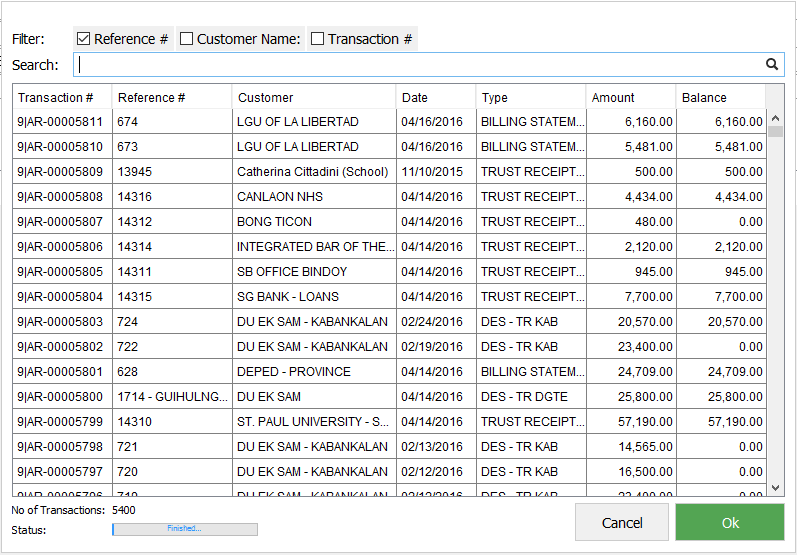 Filter: Reference # Customer Name: Transaction #
Search:
Transaction # Reference # Customer Date Type Amount Balance
9|AR-00005811 674 LGU OF LA LIBERTAD 04/16/2016 BILLING STATEM... 6,160.00 6,160.00
9|AR-00005810 673 LGU OF LA LIBERTAD 04/16/2016 BILLING STATEM... 5,481.00 5,481.00
9|AR-00005809 13945 Catherina Cittadini (School) 11/10/2015 TRUST RECEIPT... 500.00 500.00
9|AR-00005808 14316 CANLAON NHS 04/14/2016 TRUST RECEIPT... 4,434.00 4,434.00
9|AR-00005807 14312 BONG TICON 04/14/2016 TRUST RECEIPT... 480.00 0.00
9|AR-00005806 14314 INTEGRATED BAR OF THE... 04/14/2016 TRUST RECEIPT... 2,120.00 2,120.00
9|AR-00005805 14311 SB OFFICE BINDOY 04/14/2016 TRUST RECEIPT... 945.00 945.00
9|AR-00005804 14315 SG BANK - LOANS 04/14/2016 TRUST RECEIPT... 7,700.00 7,700.00
9|AR-00005803 724 DU EK SAM - KABANKALAN 02/24/2016 DES - TR KAB 20,570.00 20,570.00
9|AR-00005802 722 DU EK SAM - KABANKALAN 02/19/2016 DES - TR KAB 23,400.00 0.00
9|AR-00005801 628 DEPED - PROVINCE 04/14/2016 BILLING STATEM... 24,709.00 24,709.00
9|AR-00005800 1714 - GUIHULNG... DU EK SAM 04/14/2016 DES - TR DGTE 25,800.00 25,800.00
9|AR-00005799 14310 ST. PAUL UNIVERSITY - S... 04/14/2016 TRUST RECEIPT... 57,190.00 57,190.00
9|AR-00005798 721 DU EK SAM - KABANKALAN 02/13/2016 DES - TR KAB 14,565.00 0.00
9|AR-00005797 720 DU EK SAM - KABANKALAN 02/12/2016 DES - TR KAB 16,500.00 0.00
9|AR-00005796 719 DU EK SAM - KABANKALAN 02/12/2016 DES - TR KAB 0.00
No of Transactions: 5400
Status: Finished...
Cancel Ok